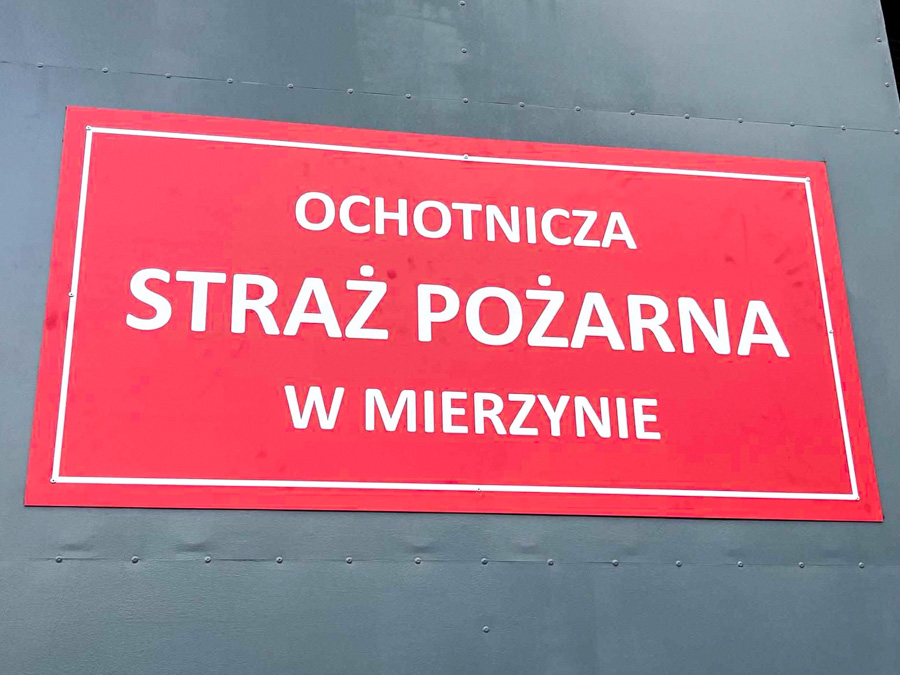 OCHOTNICZA
STRAŻ POŻARNA
W MIERZYNIE